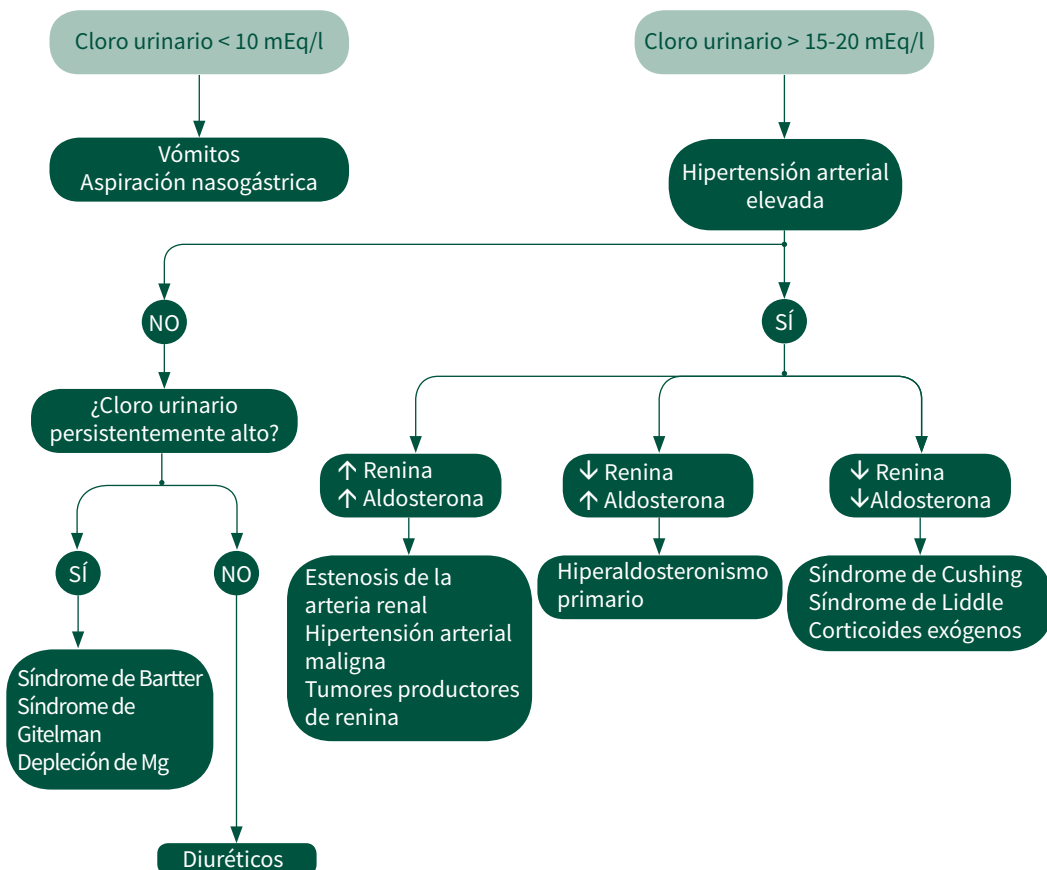 Cloro urinario < 10 mEq/l
Cloro urinario > 15-20 mEq/l
Vómitos
Aspiración nasogástrica
Hipertensión arterial
elevada
NO
SÍ
¿Cloro urinario
persistentemente alto?
↑ Renina
↑ Aldosterona
↓ Renina
↑ Aldosterona
↓ Renina
↓Aldosterona
SÍ
NO
Estenosis de la
arteria renal
Hipertensión arterial
maligna
Tumores productores
de renina
Hiperaldosteronismo
primario
Síndrome de Cushing
Síndrome de Liddle
Corticoides exógenos
Síndrome de Bartter
Síndrome de
Gitelman
Depleción de Mg
Diuréticos